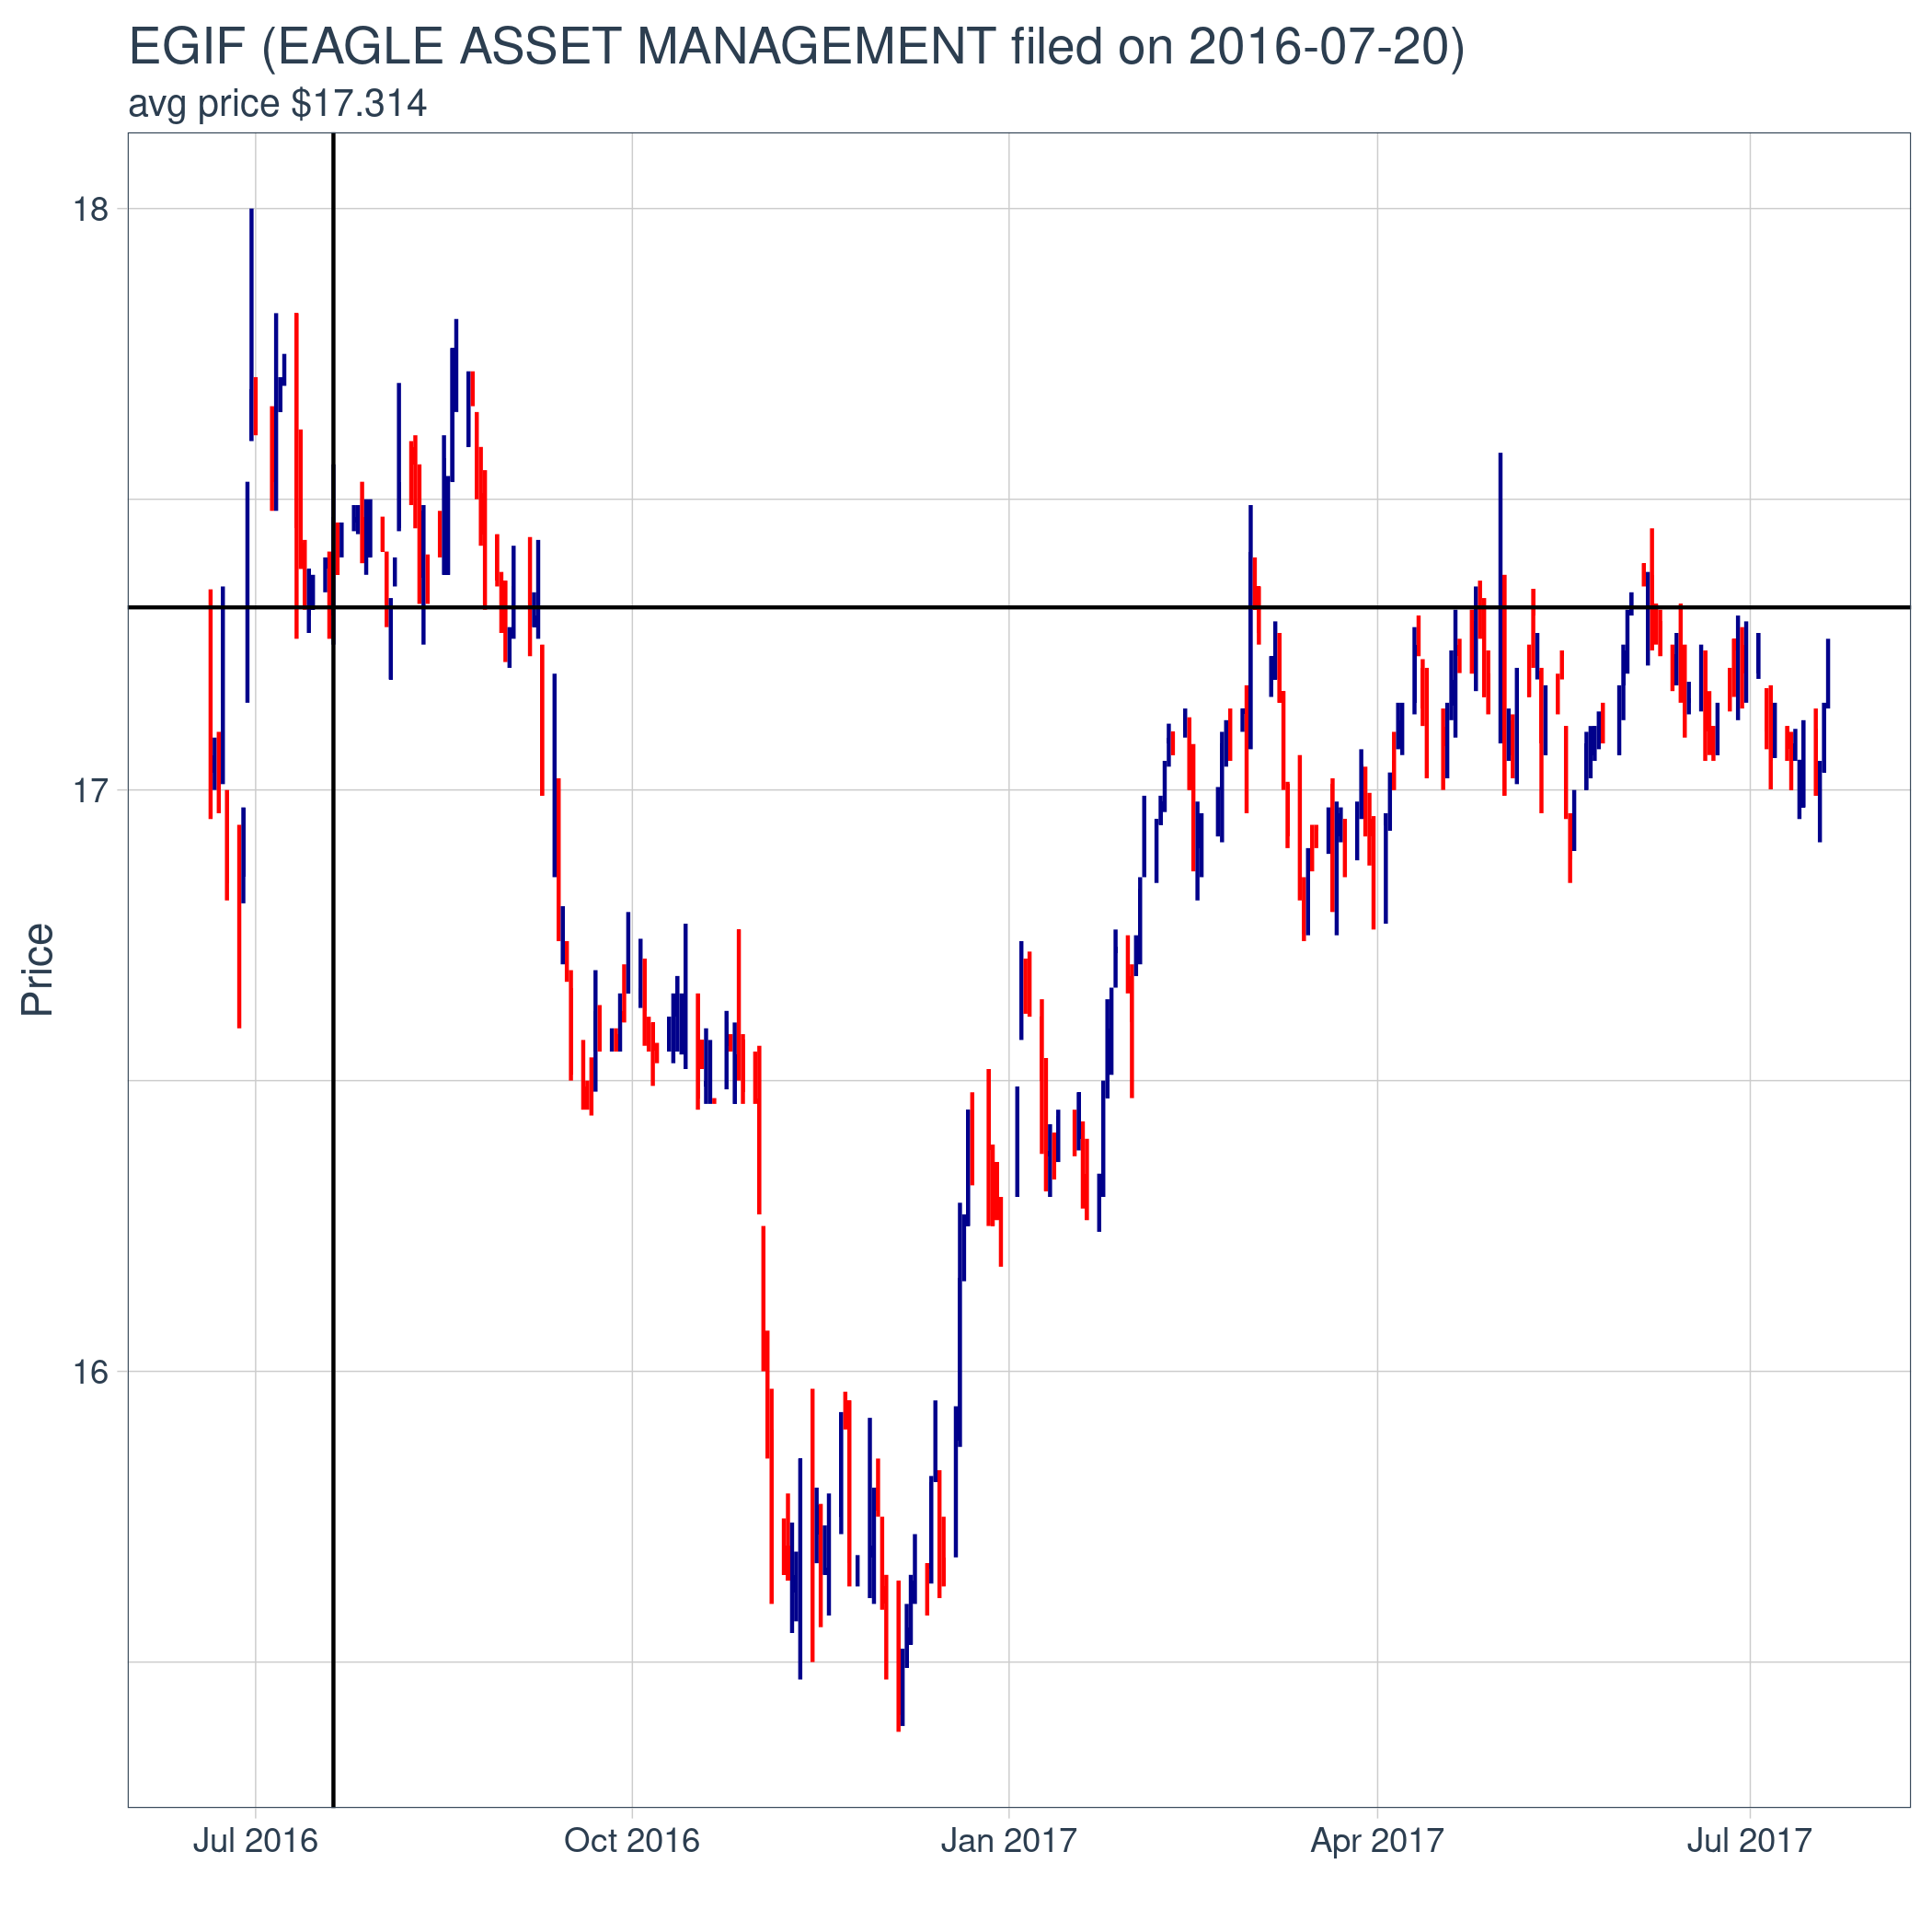 EGIF (EAGLE ASSET MANAGEMENT filed on 2016-07-20)
avg price $17.314
18
17
16
Price
Jul 2016 Oct 2016 Jan 2017 Apr 2017 Jul 2017